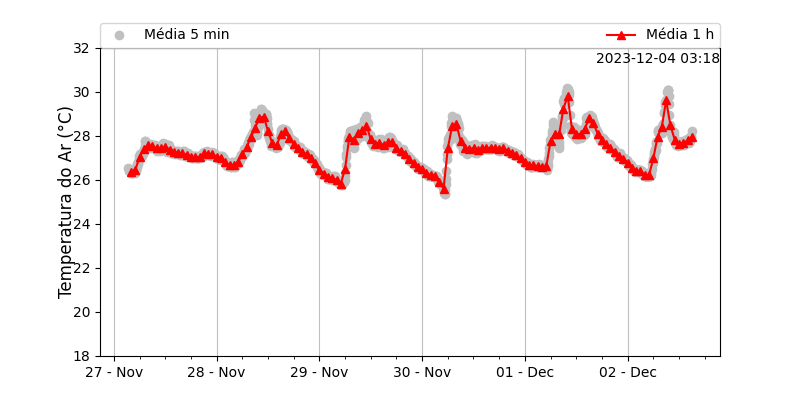 Média 5 min
Média 1 h
2023-12-04 03:18
Temperatura do Ar (°C)
32
30
28
26
24
22
20
18
27 - Nov
28 - Nov
29 - Nov
30 - Nov
01 - Dec
02 - Dec